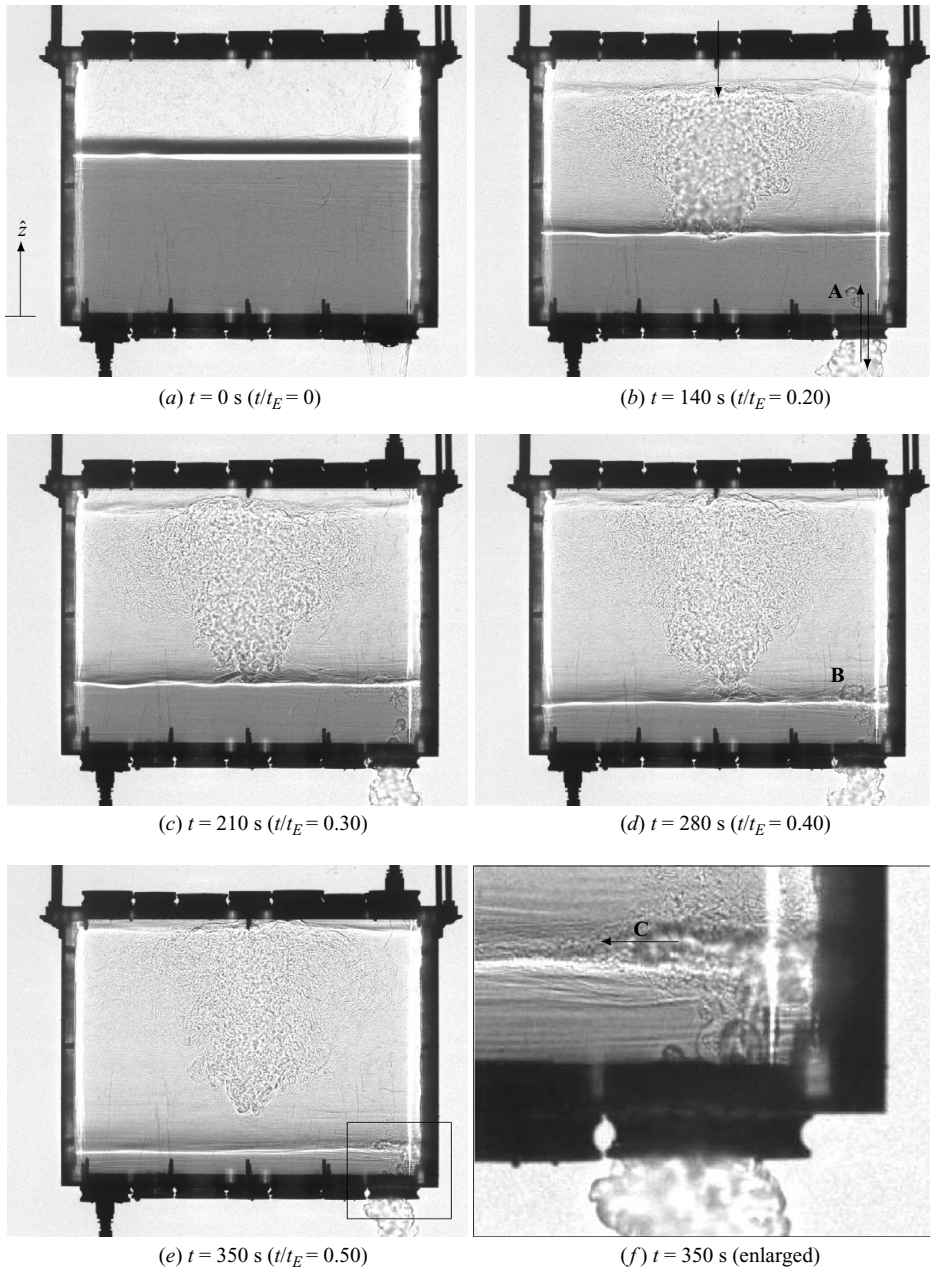 ẑ
A
(a) t = 0 s (t/t_E = 0)
(b) t = 140 s (t/t_E = 0.20)
B
(c) t = 210 s (t/t_E = 0.30)
(d) t = 280 s (t/t_E = 0.40)
C
(e) t = 350 s (t/t_E = 0.50)
(f) t = 350 s (enlarged)